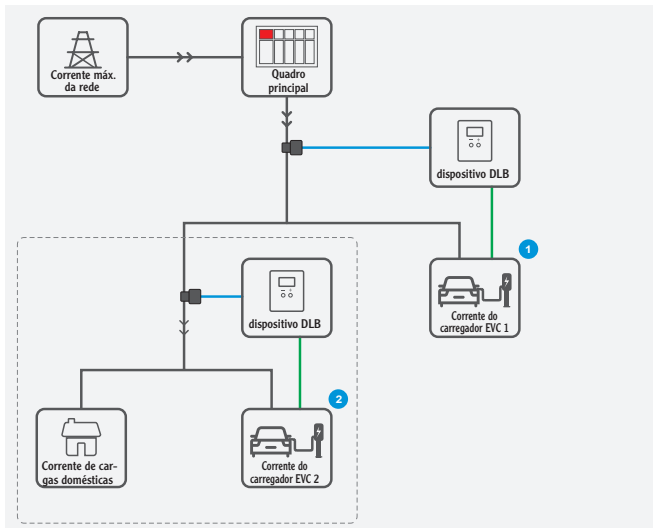 Corrente máx.
da rede
Quadro
principal
dispositivo DLB
1
Corrente do
carregador EVC 1
dispositivo DLB
2
Corrente de car-
gas domésticas
Corrente do
carregador EVC 2